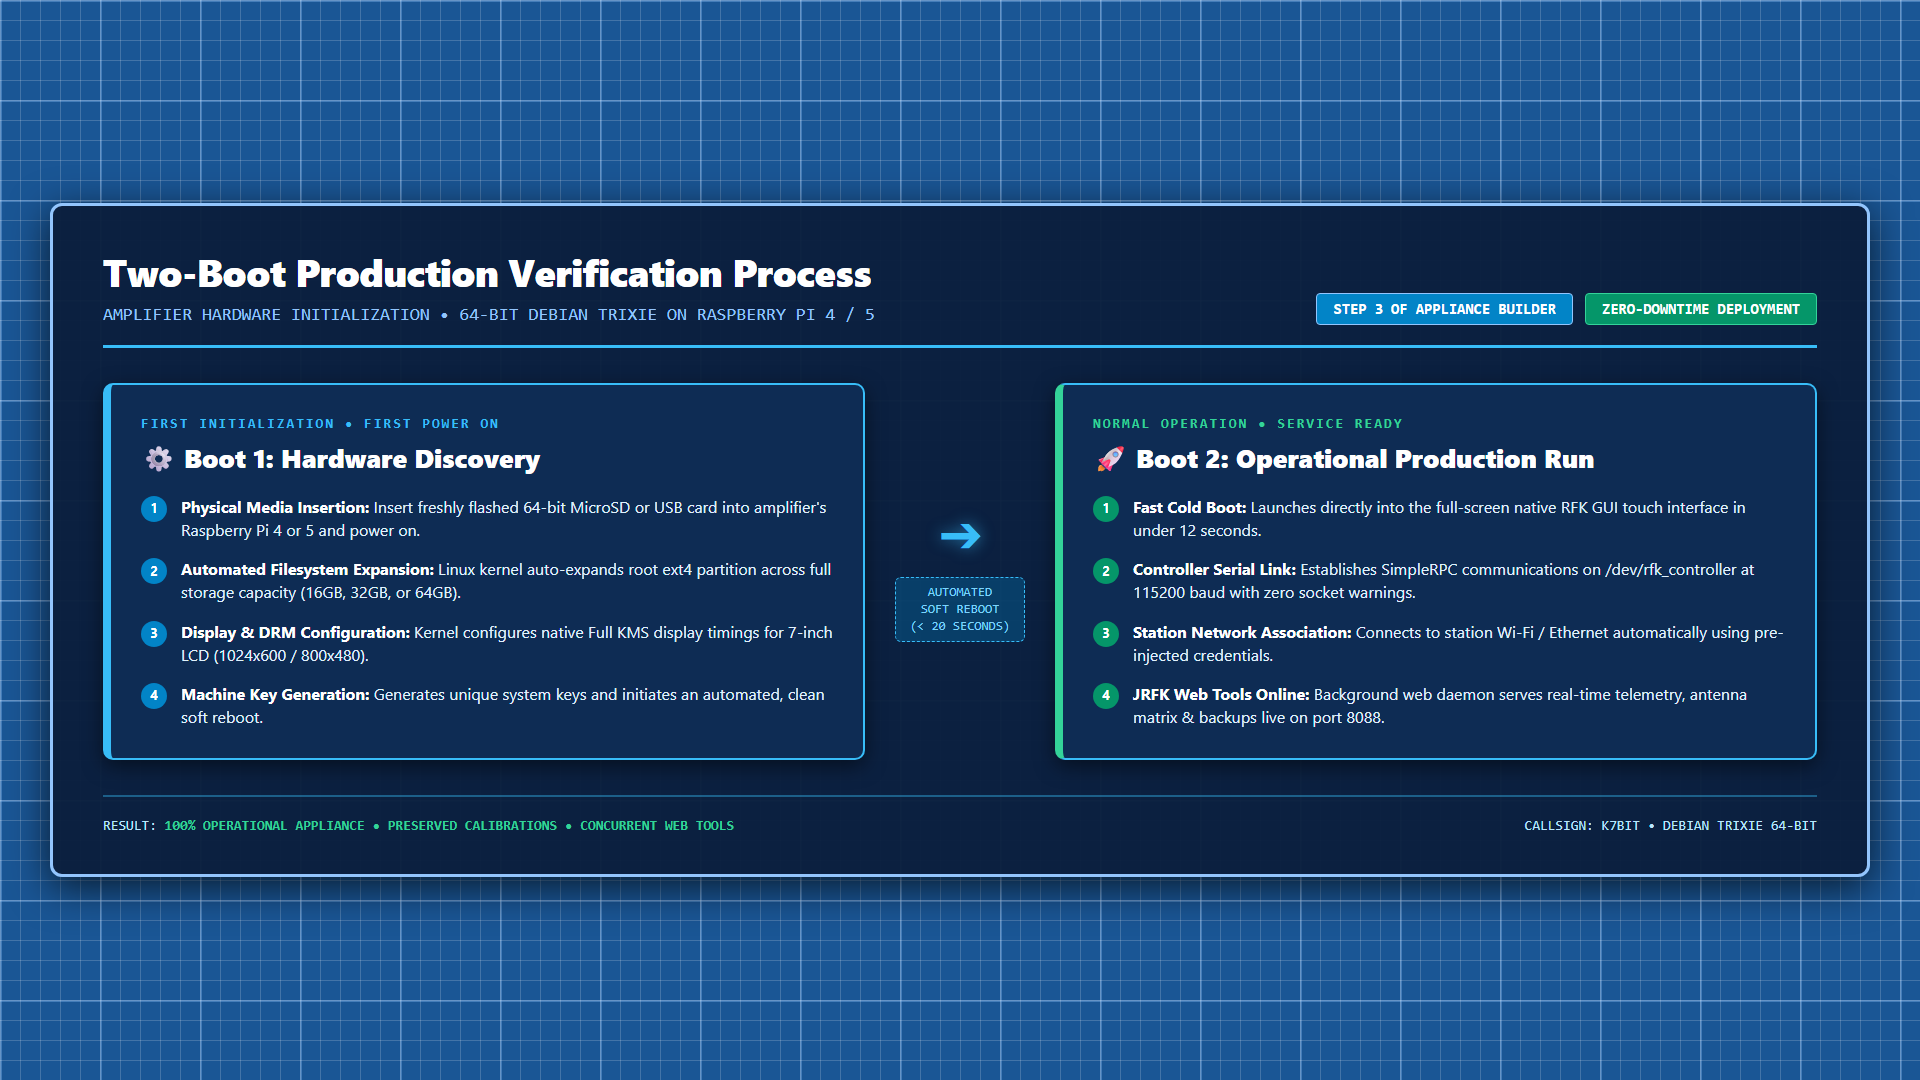 Two-Boot Production Verification Process
AMPLIFIER HARDWARE INITIALIZATION • 64-BIT DEBIAN TRIXIE ON RASPBERRY PI 4 / 5
STEP 3 OF APPLIANCE BUILDER
ZERO-DOWNTIME DEPLOYMENT
FIRST INITIALIZATION • FIRST POWER ON
Boot 1: Hardware Discovery
1 Physical Media Insertion: Insert freshly flashed 64-bit MicroSD or USB card into amplifier's
Raspberry Pi 4 or 5 and power on.
2 Automated Filesystem Expansion: Linux kernel auto-expands root ext4 partition across full
storage capacity (16GB, 32GB, or 64GB).
3 Display & DRM Configuration: Kernel configures native Full KMS display timings for 7-inch
LCD (1024x600 / 800x480).
4 Machine Key Generation: Generates unique system keys and initiates an automated, clean
soft reboot.
➔
AUTOMATED
SOFT REBOOT
(< 20 SECONDS)
NORMAL OPERATION • SERVICE READY
Boot 2: Operational Production Run
1 Fast Cold Boot: Launches directly into the full-screen native RFK GUI touch interface in
under 12 seconds.
2 Controller Serial Link: Establishes SimpleRPC communications on /dev/rfk_controller at
115200 baud with zero socket warnings.
3 Station Network Association: Connects to station Wi-Fi / Ethernet automatically using pre-
injected credentials.
4 JRFK Web Tools Online: Background web daemon serves real-time telemetry, antenna
matrix & backups live on port 8088.
RESULT: 100% OPERATIONAL APPLIANCE • PRESERVED CALIBRATIONS • CONCURRENT WEB TOOLS
CALLSIGN: K7BIT • DEBIAN TRIXIE 64-BIT